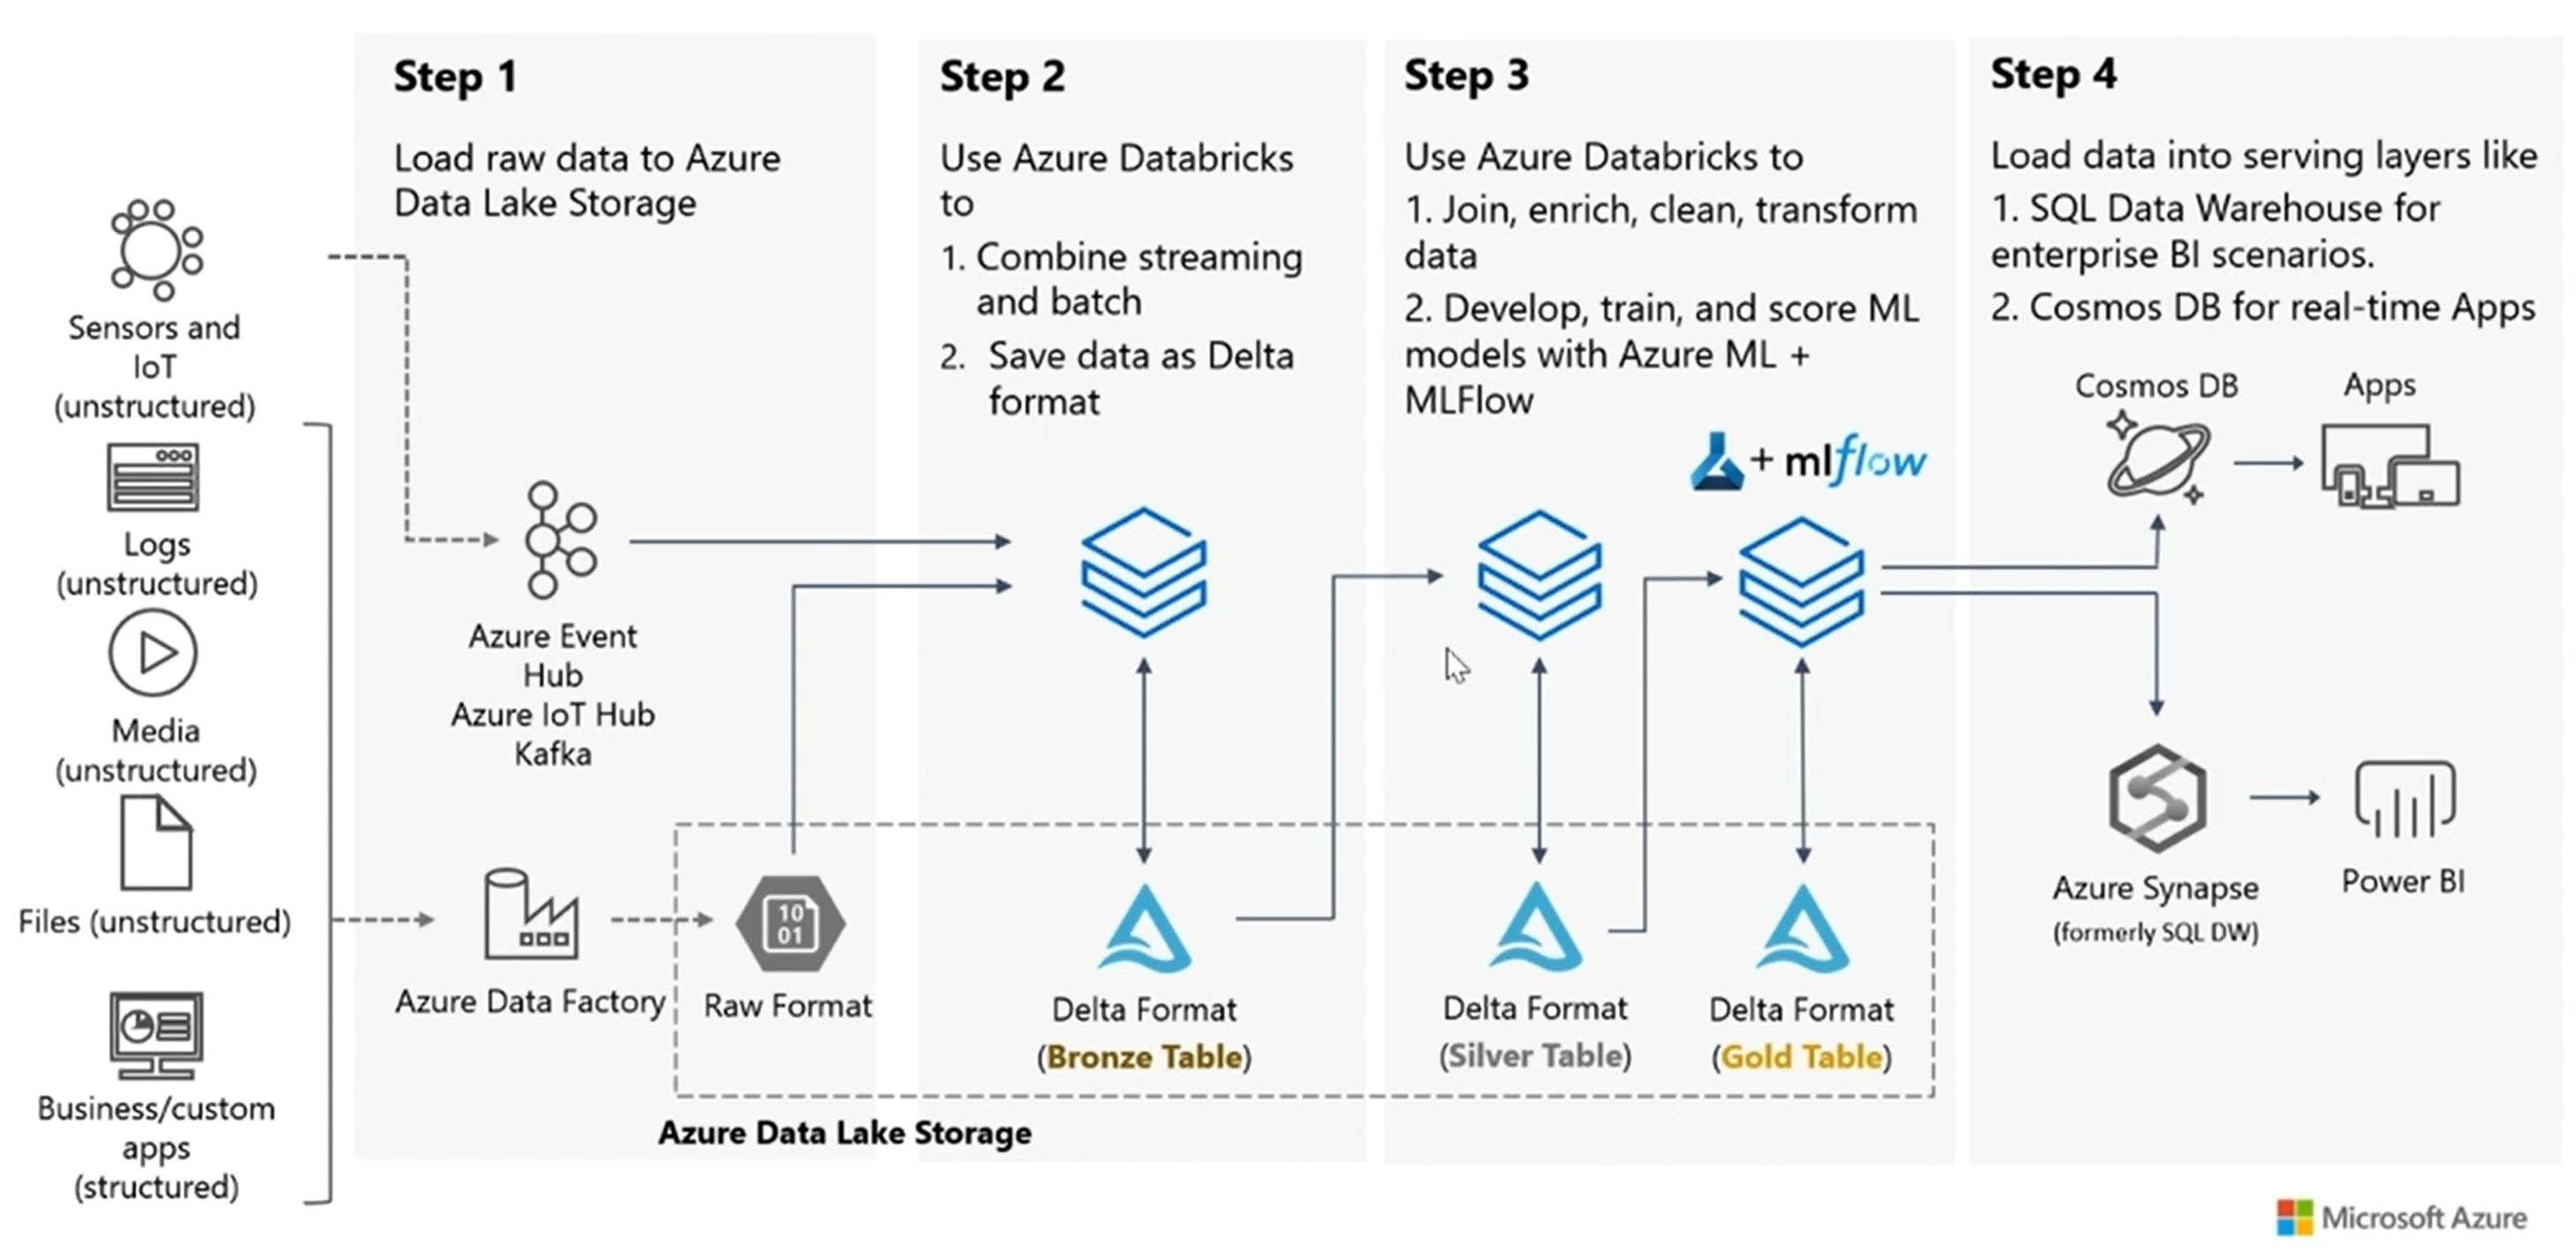 Sensors and
IoT
(unstructured)
Logs
(unstructured)
Media
(unstructured)
Files (unstructured)
Business/custom
apps
(structured)
Step 1
Load raw data to Azure
Data Lake Storage
Azure Event
Hub
Azure IoT Hub
Kafka
Azure Data Factory
10
01
Raw Format
Step 2
Use Azure Databricks
to
1. Combine streaming
and batch
2. Save data as Delta
format
Delta Format
(Bronze Table)
Azure Data Lake Storage
Step 3
Use Azure Databricks to
1. Join, enrich, clean, transform
data
2. Develop, train, and score ML
models with Azure ML +
MLFlow
+ mlflow
Delta Format
(Silver Table)
Delta Format
(Gold Table)
Step 4
Load data into serving layers like
1. SQL Data Warehouse for
enterprise BI scenarios.
2. Cosmos DB for real-time Apps
Cosmos DB
Apps
Azure Synapse
(formerly SQL DW)
Power BI
Microsoft Azure